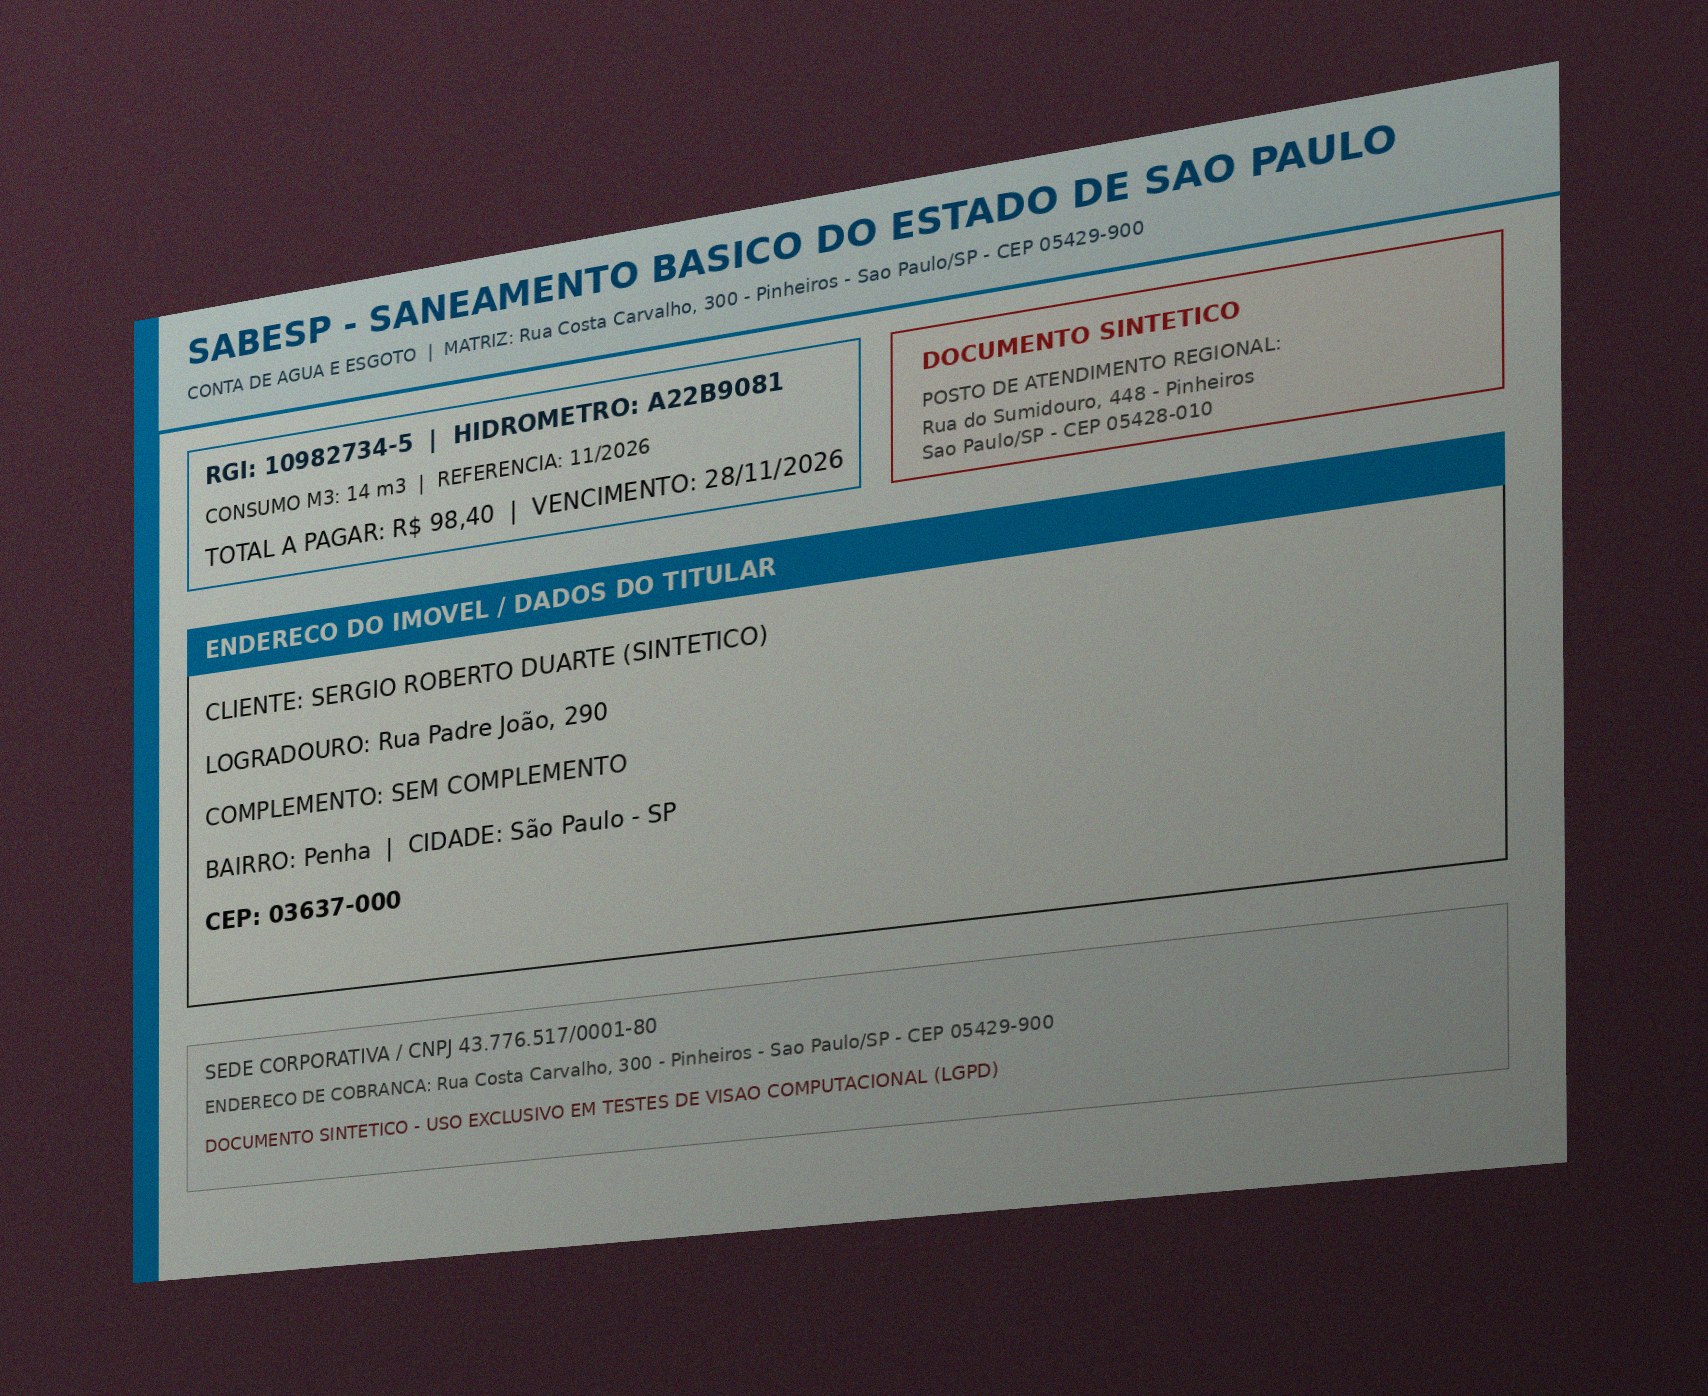 SABESP - SANEAMENTO BASICO DO ESTADO DE SAO PAULO
CONTA DE AGUA E ESGOTO | MATRIZ: Rua Costa Carvalho, 300 - Pinheiros - Sao Paulo/SP - CEP 05429-900
RGI: 10982734-5 | HIDROMETRO: A22B9081
CONSUMO M3: 14 m3 | REFERENCIA: 11/2026
TOTAL A PAGAR: R$ 98,40 | VENCIMENTO: 28/11/2026
DOCUMENTO SINTETICO
POSTO DE ATENDIMENTO REGIONAL:
Rua do Sumidouro, 448 - Pinheiros
Sao Paulo/SP - CEP 05428-010
ENDERECO DO IMOVEL / DADOS DO TITULAR
CLIENTE: SERGIO ROBERTO DUARTE (SINTETICO)
LOGRADOURO: Rua Padre João, 290
COMPLEMENTO: SEM COMPLEMENTO
BAIRRO: Penha | CIDADE: São Paulo - SP
CEP: 03637-000
SEDE CORPORATIVA / CNPJ 43.776.517/0001-80
ENDERECO DE COBRANCA: Rua Costa Carvalho, 300 - Pinheiros - Sao Paulo/SP - CEP 05429-900
DOCUMENTO SINTETICO - USO EXCLUSIVO EM TESTES DE VISAO COMPUTACIONAL (LGPD)